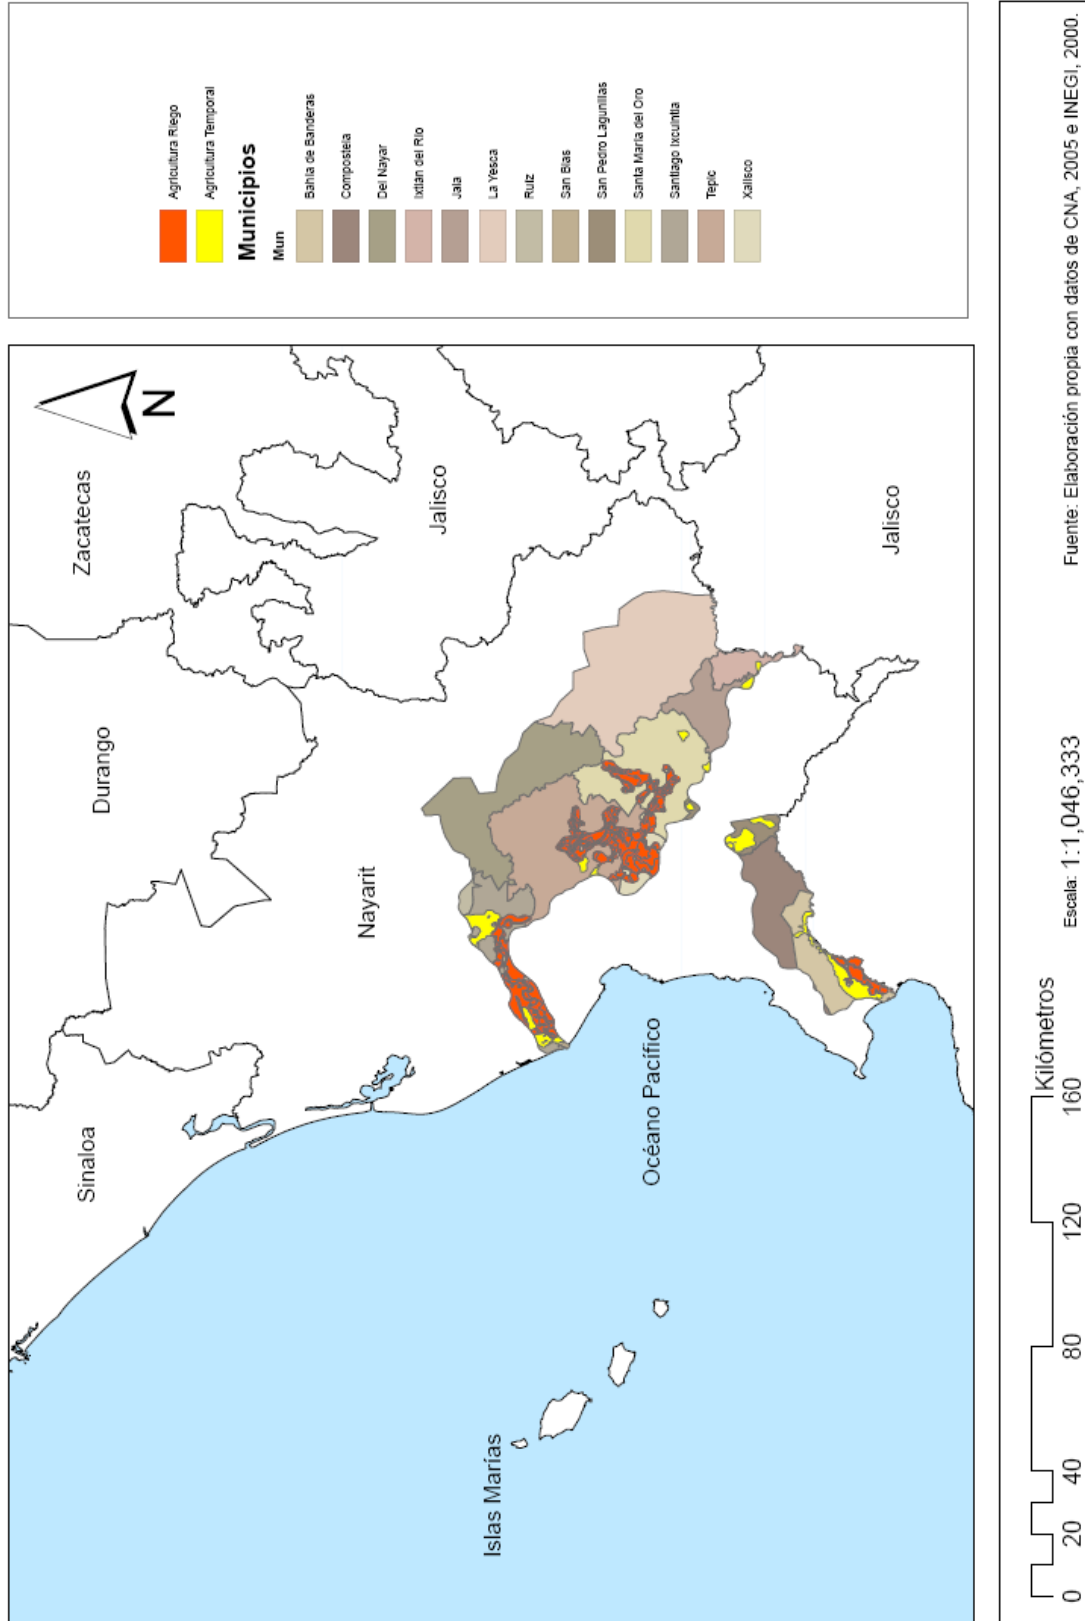 Zacatecas
Durango
Sinaloa
Jalisco
Nayarit
Jalisco
Océano Pacífico
Islas Marías
N
Agricultura Riego
Agricultura Temporal
Municipios
Mun
Bahía de Banderas
Compostela
Del Nayar
Ixtlán del Río
Jala
La Yesca
Ruiz
San Blas
San Pedro Lagunillas
Santa María del Oro
Santiago Ixcuintla
Tepic
Xalisco
0 20 40 80 120 160
Kilómetros
Escala: 1:1,046,333
Fuente: Elaboración propia con datos de CNA, 2005 e INEGI, 2000.